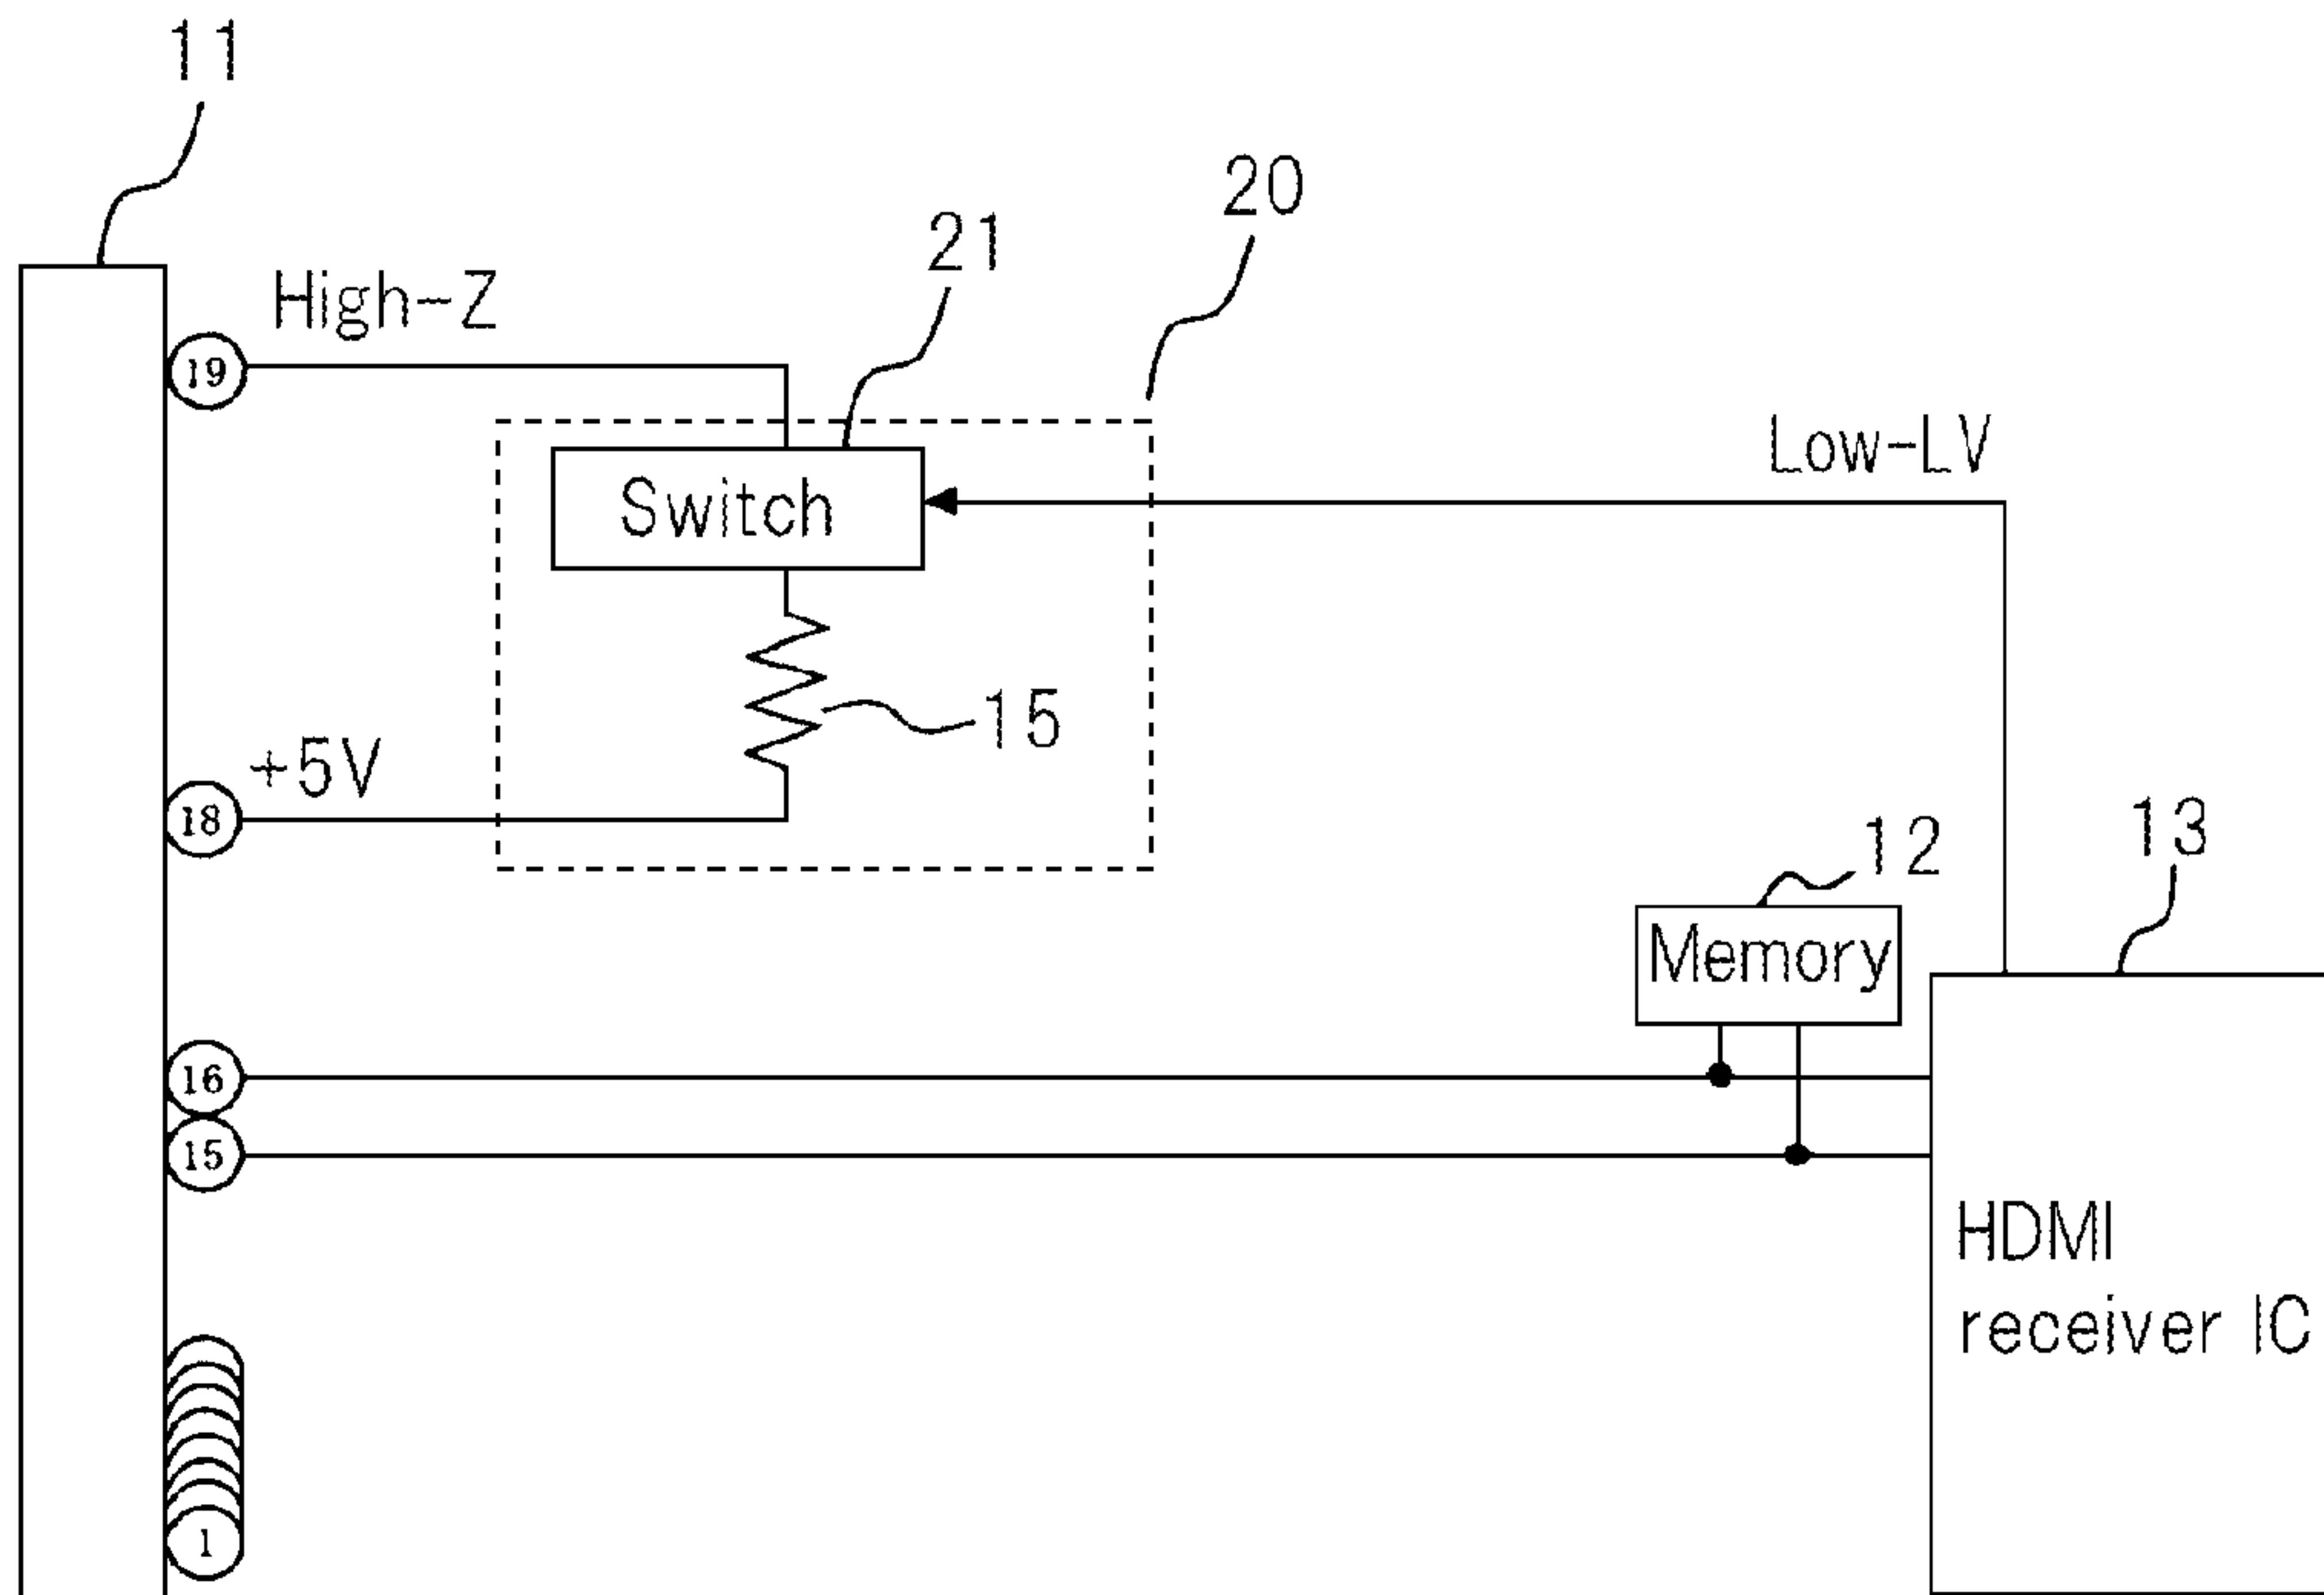 11
20
21
High-Z
19
Low-LV
Switch
15
+5V
18
12
13
Memory
16
15
HDMI
receiver IC
1